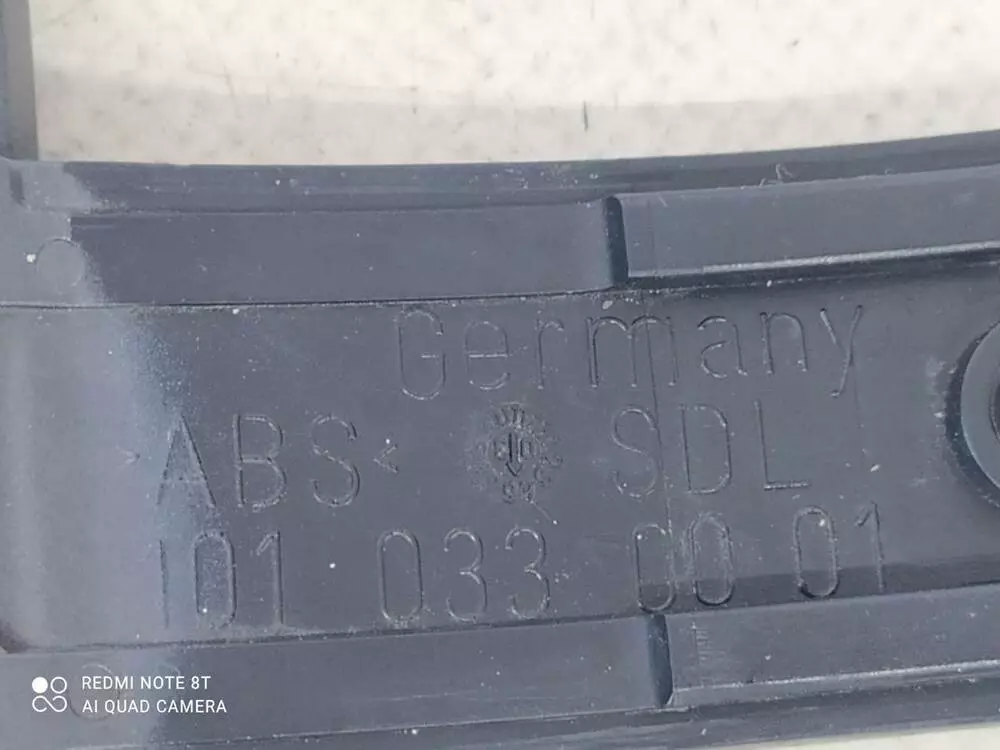 Germany
>ABS< SDL
101 033 00 01
REDMI NOTE 8T
AI QUAD CAMERA